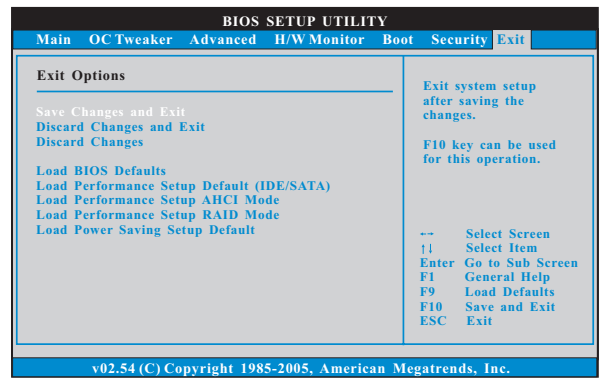 BIOS SETUP UTILITY
Main OC Tweaker Advanced H/W Monitor Boot Security Exit
Exit Options
Save Changes and Exit
Discard Changes and Exit
Discard Changes
Load BIOS Defaults
Load Performance Setup Default (IDE/SATA)
Load Performance Setup AHCI Mode
Load Performance Setup RAID Mode
Load Power Saving Setup Default
Exit system setup
after saving the
changes.
F10 key can be used
for this operation.
←→ Select Screen
↑↓ Select Item
Enter Go to Sub Screen
F1 General Help
F9 Load Defaults
F10 Save and Exit
ESC Exit
v02.54 (C) Copyright 1985-2005, American Megatrends, Inc.